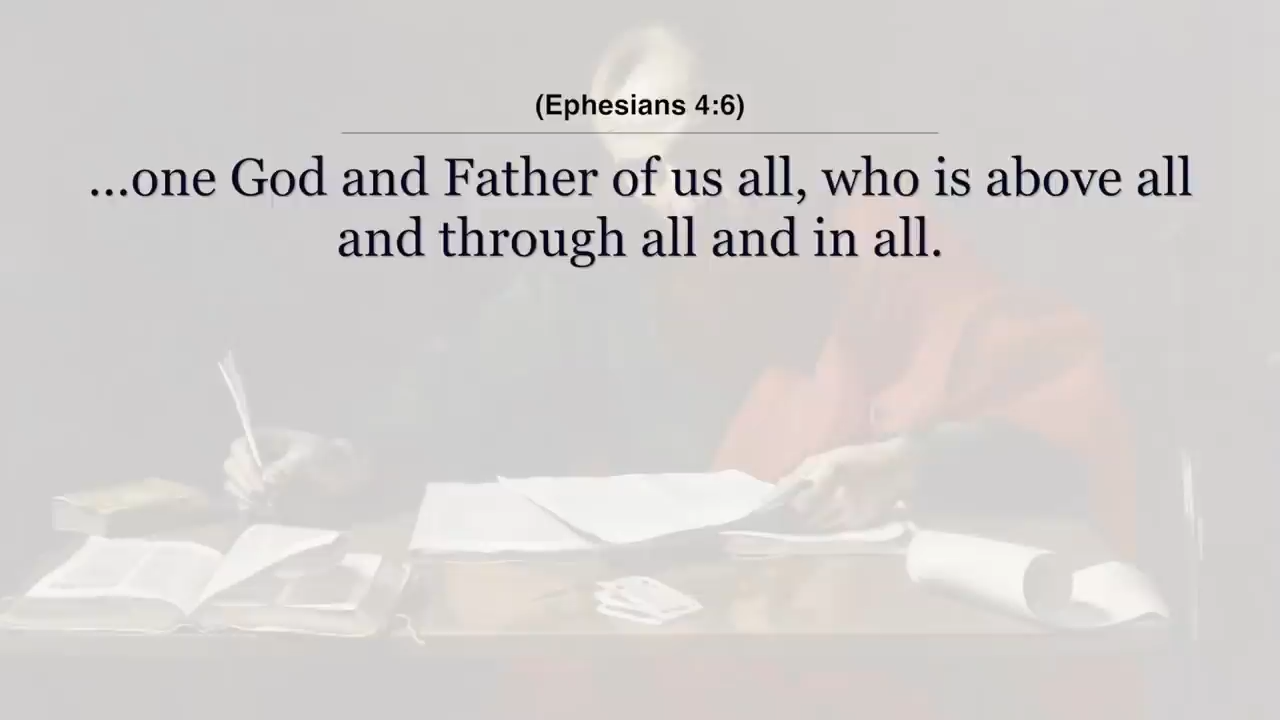 (Ephesians 4:6)
...one God and Father of us all, who is above all
and through all and in all.